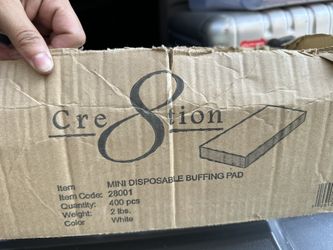 Cre8tion
Item MINI DISPOSABLE BUFFING PAD
Item Code: 28001
Quantity: 400 pcs
Weight: 2 lbs.
Color White